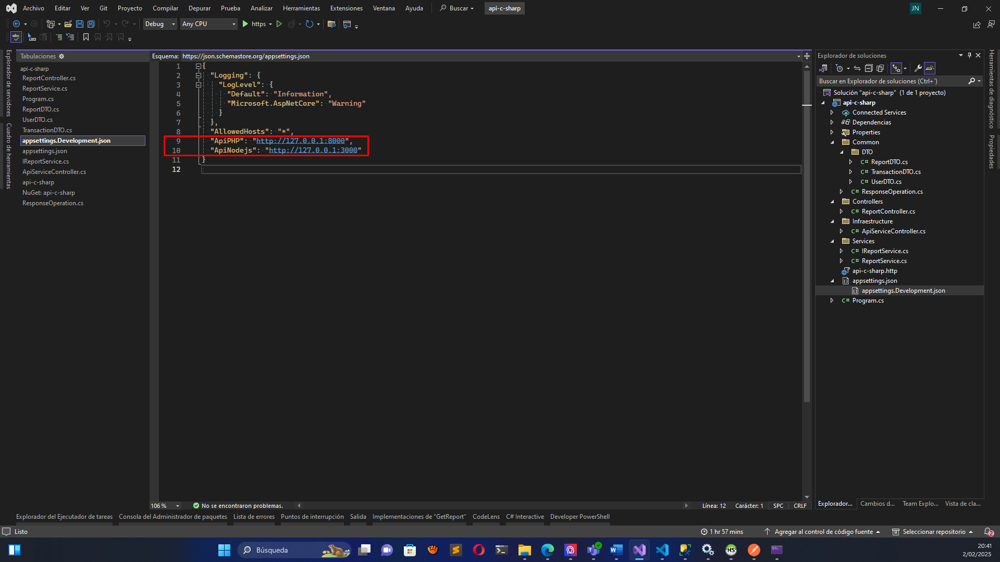 Archivo Editar Ver Git Proyecto Compilar Depurar Prueba Analizar Herramientas Extensiones Ventana Ayuda Buscar api-c-sharp JN
Debug Any CPU https
abc
Explorador de servidores
Cuadro de herramientas
Tabulaciones
api-c-sharp
ReportController.cs
ReportService.cs
Program.cs
ReportDTO.cs
UserDTO.cs
TransactionDTO.cs
appsettings.Development.json
appsettings.json
IReportService.cs
ApiServiceController.cs
api-c-sharp
NuGet: api-c-sharp
ResponseOperation.cs
Esquema: https://json.schemastore.org/appsettings.json
1 {
2 "Logging": {
3 "LogLevel": {
4 "Default": "Information",
5 "Microsoft.AspNetCore": "Warning"
6 }
7 },
8 "AllowedHosts": "*",
9 "ApiPHP": "http://127.0.0.1:8000",
10 "ApiNodejs": "http://127.0.0.1:3000"
11 }
12
106 % No se encontraron problemas. Línea: 12 Carácter: 1 SPC CRLF
Explorador de soluciones
Buscar en Explorador de soluciones (Ctrl+´)
Solución "api-c-sharp" (1 de 1 proyecto)
api-c-sharp
Connected Services
Dependencias
Properties
Common
DTO
C# ReportDTO.cs
C# TransactionDTO.cs
C# UserDTO.cs
C# ResponseOperation.cs
Controllers
C# ReportController.cs
Infraestructure
C# ApiServiceController.cs
Services
C# IReportService.cs
C# ReportService.cs
api-c-sharp.http
appsettings.json
appsettings.Development.json
C# Program.cs
Explorador... Cambios d... Team Explo... Vista de cla...
Herramientas de diagnóstico
Propiedades
Explorador del Ejecutador de tareas Consola del Administrador de paquetes Lista de errores Puntos de interrupción Salida Implementaciones de "GetReport" CodeLens C# Interactive Developer PowerShell
Listo 1 hr 57 mins Agregar al control de código fuente Seleccionar repositorio 2
Búsqueda HS 20:41
2/02/2025